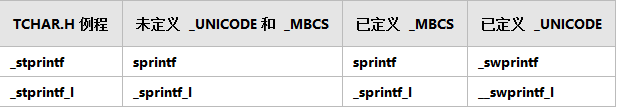 TCHAR.H 例程 未定义 _UNICODE 和 _MBCS 已定义 _MBCS 已定义 _UNICODE
_stprintf sprintf sprintf _swprintf
_stprintf_l _sprintf_l _sprintf_l __swprintf_l